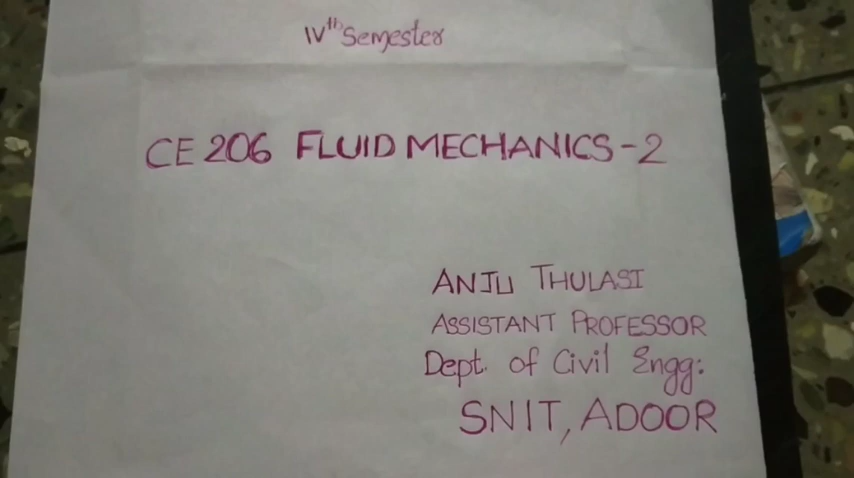 IVth Semester
CE 206 FLUID MECHANICS - 2
ANJU THULASI
ASSISTANT PROFESSOR
Dept. of Civil Engg:
SNIT, ADOOR